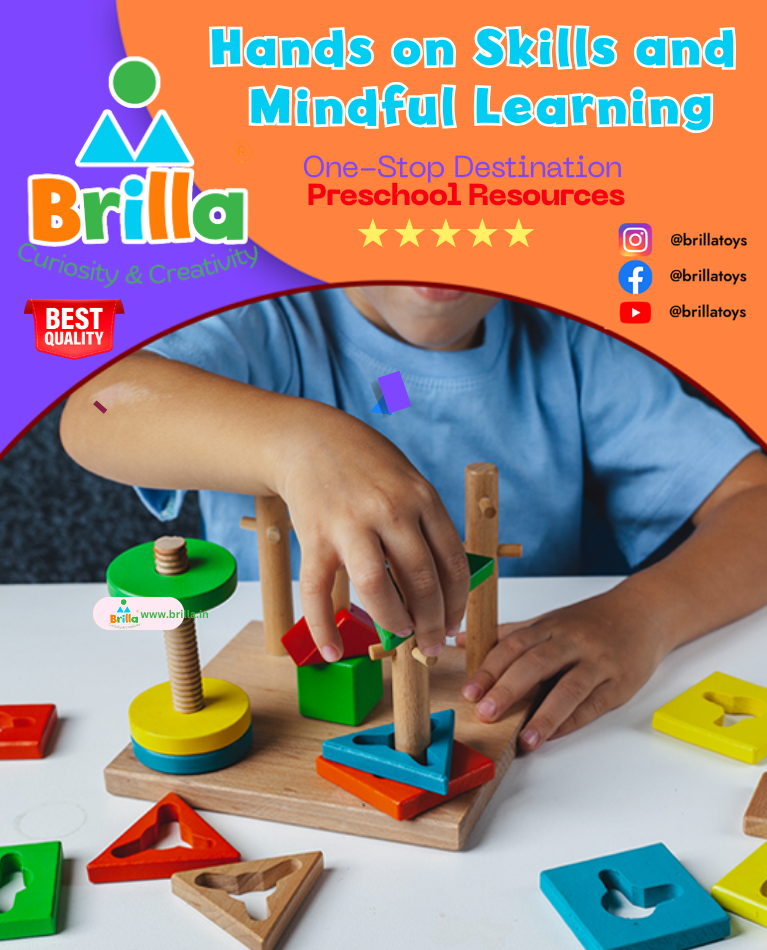 Hands on Skills and
Mindful Learning
®
One-Stop Destination
Preschool Resources
Brilla
Curiosity & Creativity
@brillatoys
@brillatoys
@brillatoys
BEST
QUALITY
Brilla
www.brilla.in